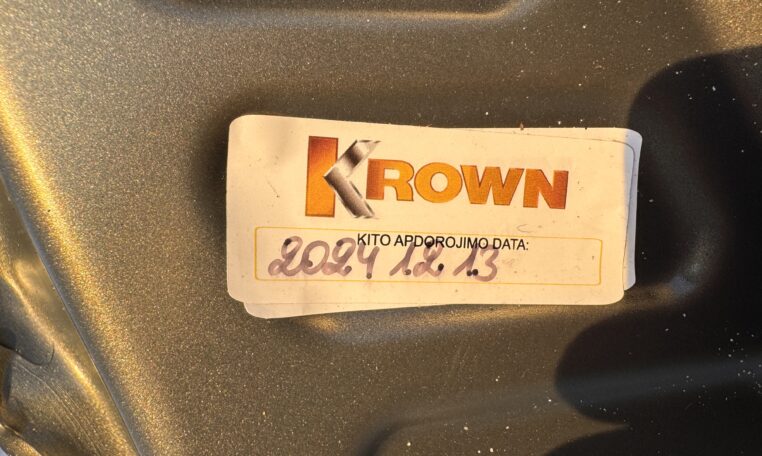 KROWN
KITO APDOROJIMO DATA:
2024 12 13